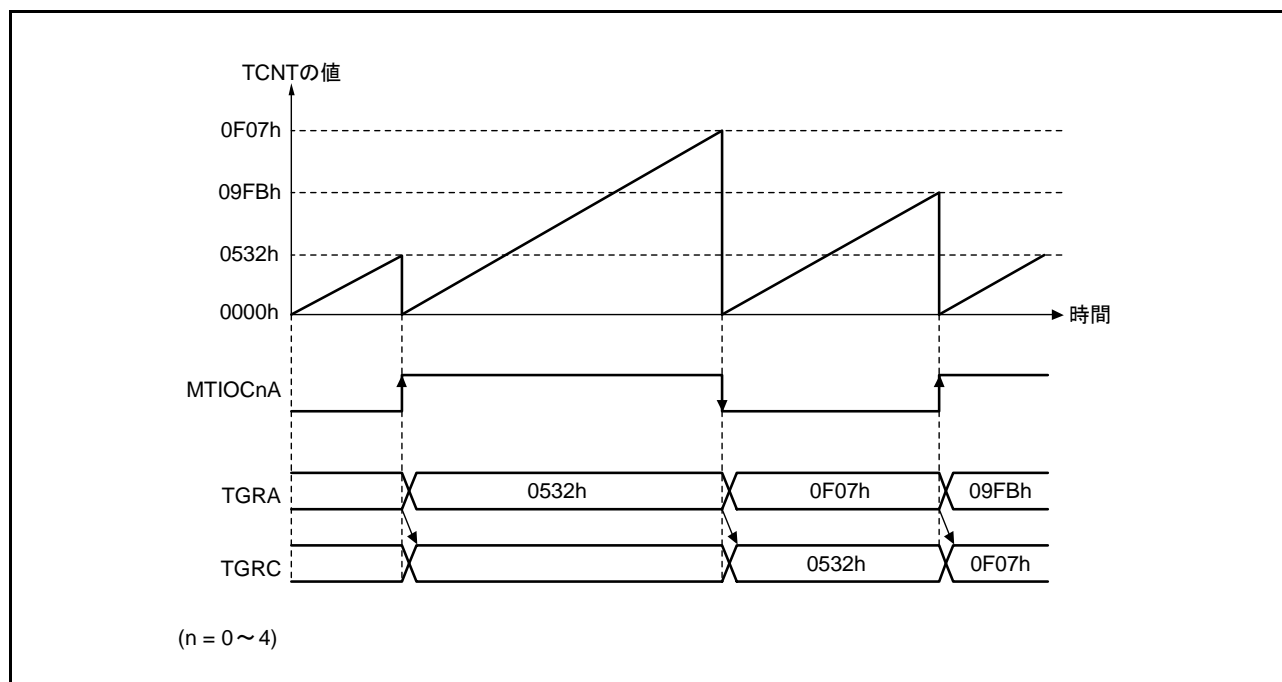 TCNTの値
0F07h
09FBh
0532h
0000h
時間
MTIOCnA
TGRA
0532h
0F07h
09FBh
TGRC
0532h
0F07h
(n = 0～4)